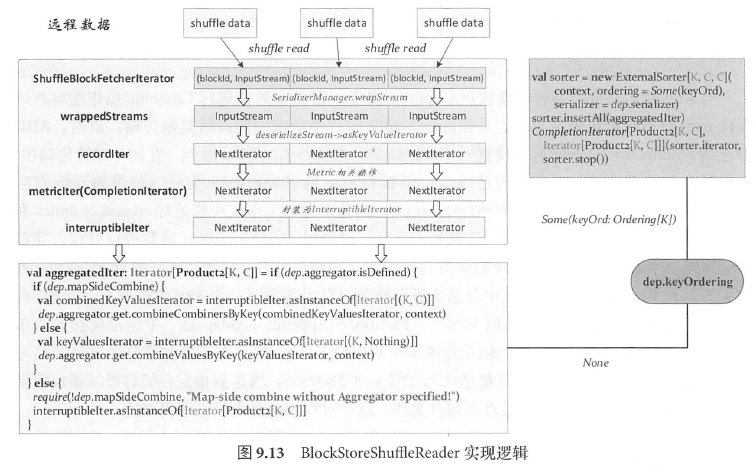 远程数据
shuffle data
shuffle data
shuffle data
shuffle read
shuffle read
ShuffleBlockFetcherIterator
(blockId, InputStream) (blockId, InputStream) (blockId, InputStream)
SerializerManager.wrapStream
wrappedStreams
InputStream InputStream InputStream
deserializeStream->asKeyValueIterator
recordIter
NextIterator NextIterator NextIterator
Metric相关操作
metricIter(CompletionIterator)
NextIterator NextIterator NextIterator
封装为InterruptibleIterator
interruptibleIter
NextIterator NextIterator NextIterator
val aggregatedIter: Iterator[Product2[K, C]] = if (dep.aggregator.isDefined) {
if (dep.mapSideCombine) {
val combinedKeyValuesIterator = interruptibleIter.asInstanceOf[Iterator[(K, C)]]
dep.aggregator.get.combineCombinersByKey(combinedKeyValuesIterator, context)
} else {
val keyValuesIterator = interruptibleIter.asInstanceOf[Iterator[(K, Nothing)]]
dep.aggregator.get.combineValuesByKey(keyValuesIterator, context)
}
} else {
require(!dep.mapSideCombine, "Map-side combine without Aggregator specified!")
interruptibleIter.asInstanceOf[Iterator[Product2[K, C]]]
}
val sorter = new ExternalSorter[K, C, C](
context, ordering = Some(keyOrd),
serializer = dep.serializer)
sorter.insertAll(aggregatedIter)
CompletionIterator[Product2[K, C],
Iterator[Product2[K, C]]](sorter.iterator,
sorter.stop())
Some(keyOrd: Ordering[K])
dep.keyOrdering
None
图 9.13 BlockStoreShuffleReader 实现逻辑